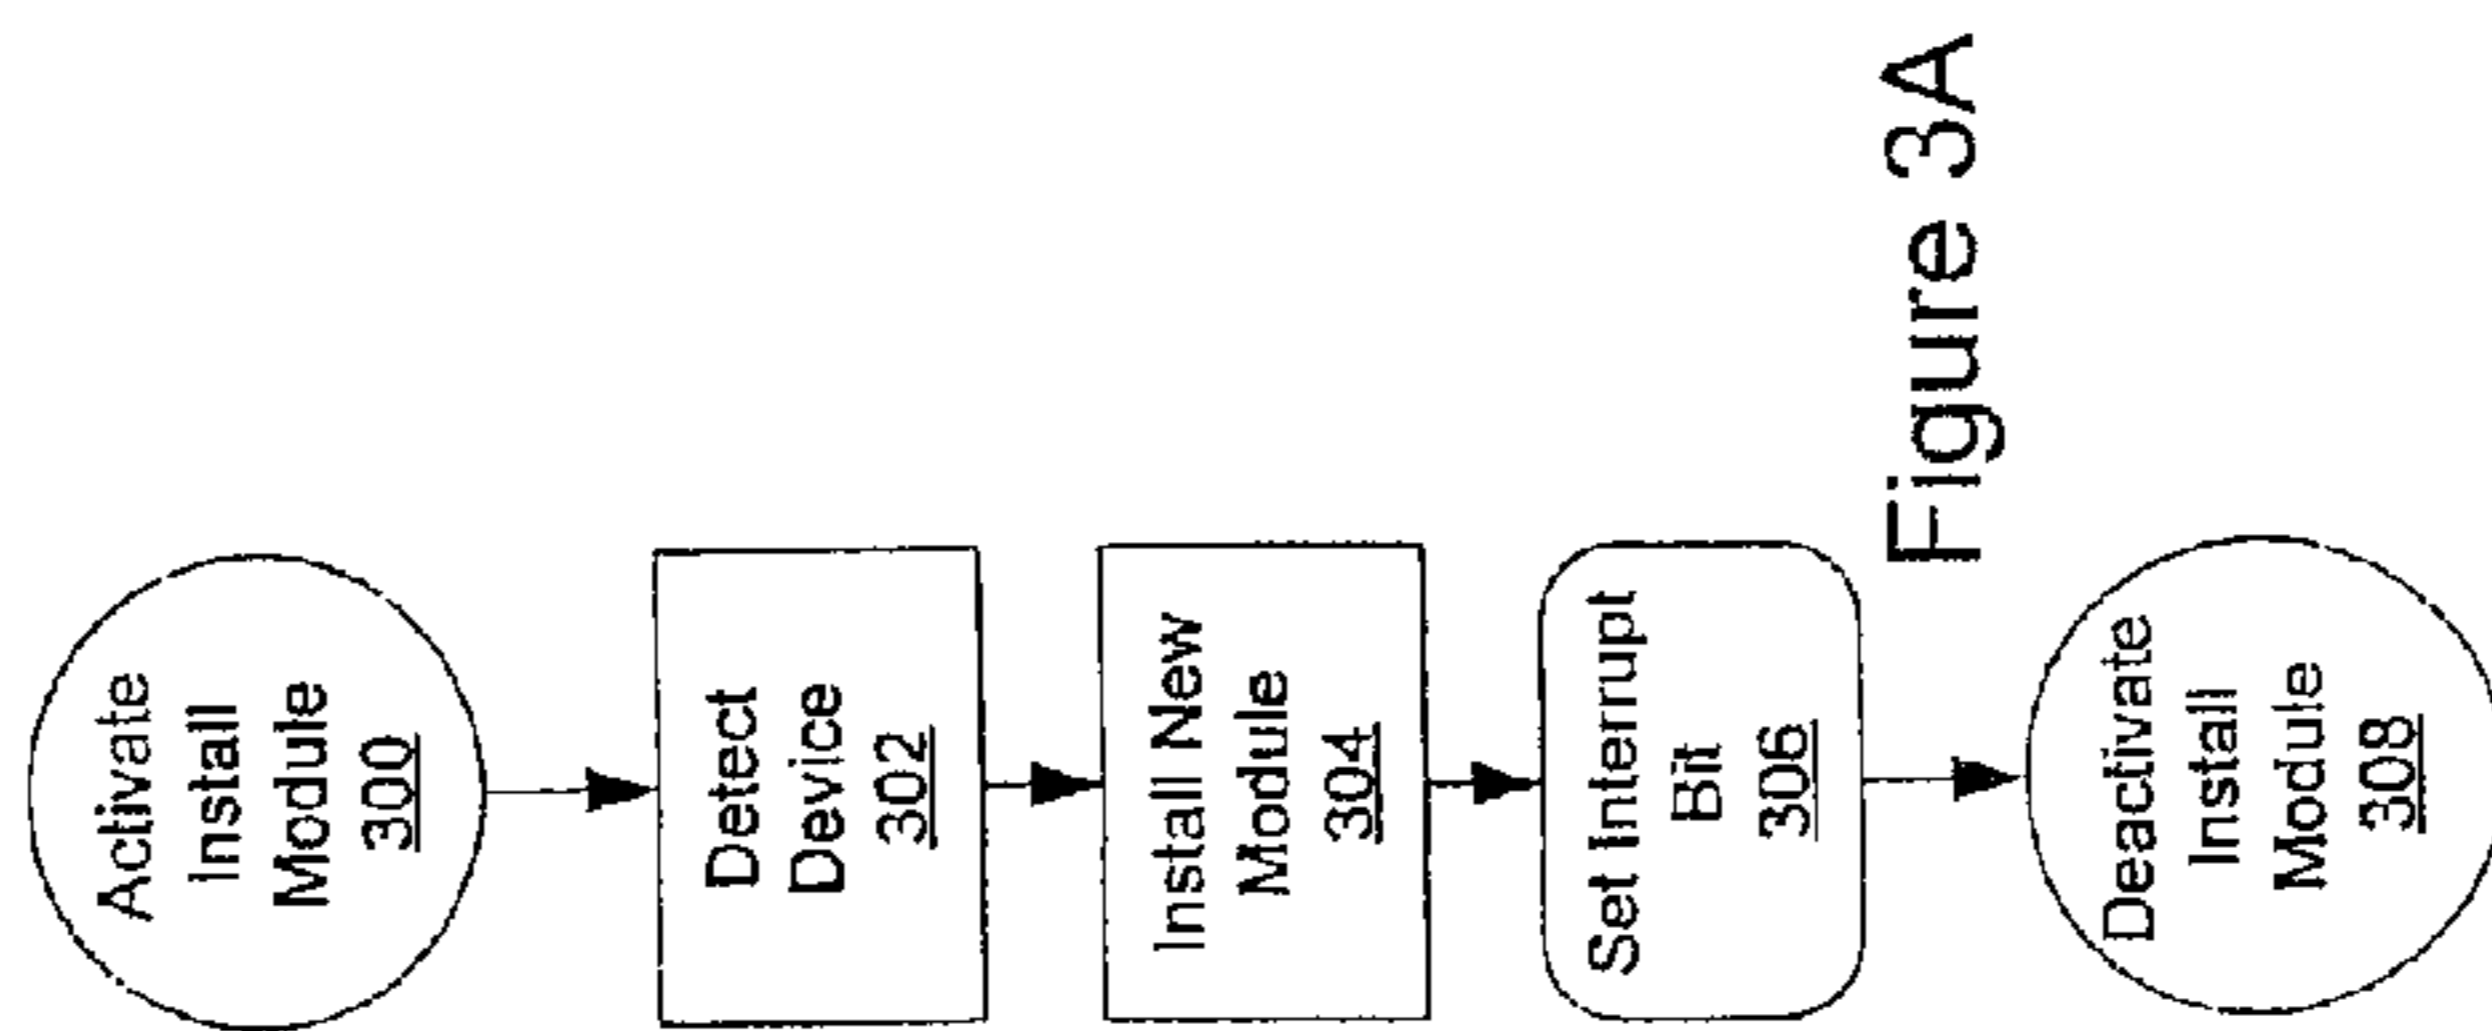 Activate
Install
Module
300
Detect
Device
302
Install New
Module
304
Set Interrupt
Bit
306
Deactivate
Install
Module
308
Figure 3A